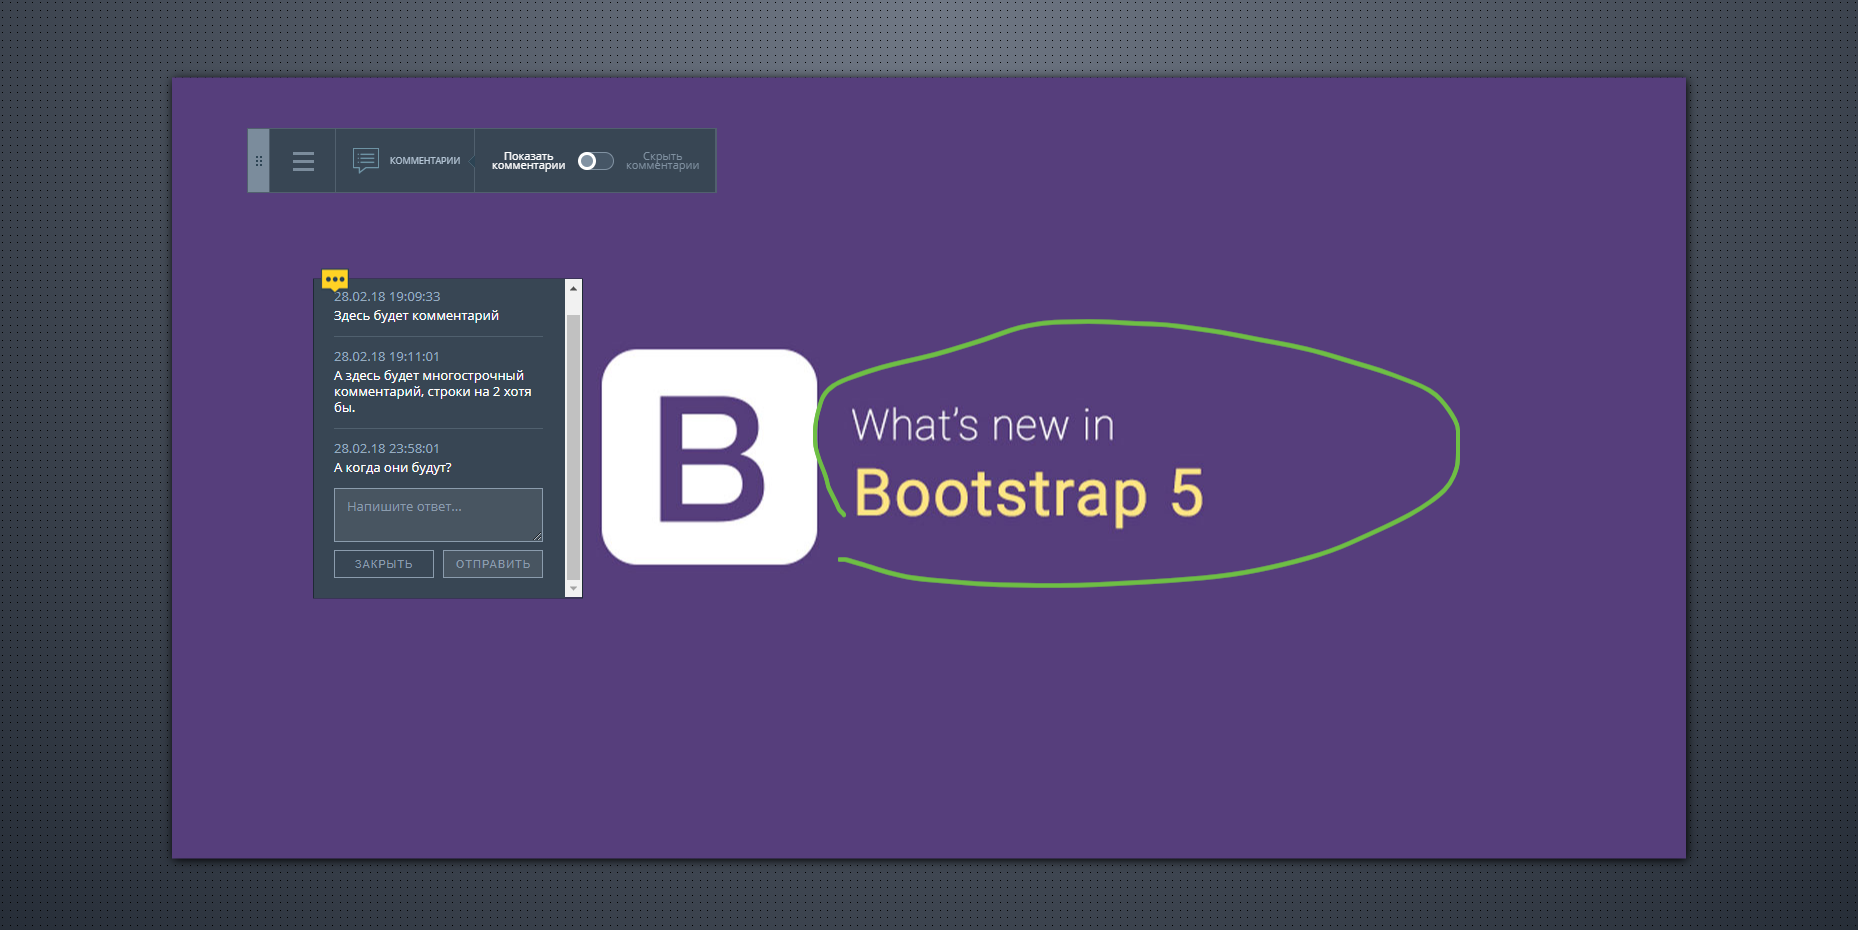 КОММЕНТАРИИ
Показать
комментарии
Скрыть
комментарии
28.02.18 19:09:33
Здесь будет комментарий
28.02.18 19:11:01
А здесь будет многострочный
комментарий, строки на 2 хотя
бы.
28.02.18 23:58:01
А когда они будут?
Напишите ответ...
ЗАКРЫТЬ
ОТПРАВИТЬ
B
What's new in
Bootstrap 5